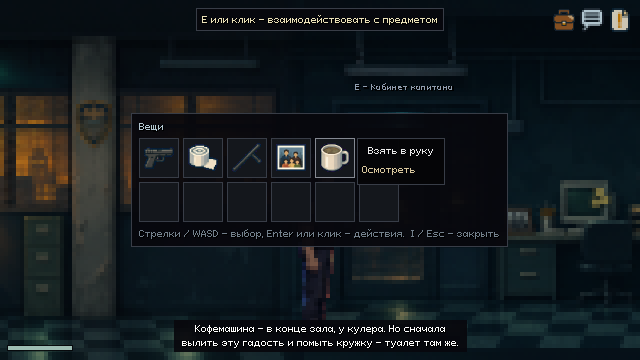 E или клик – взаимодействовать с предметом
E – Кабинет капитана
Вещи
Взять в руку
Осмотреть
Стрелки / WASD – выбор, Enter или клик – действия. I / Esc – закрыть
Кофемашина – в конце зала, у кулера. Но сначала
вылить эту гадость и помыть кружку – туалет там же.